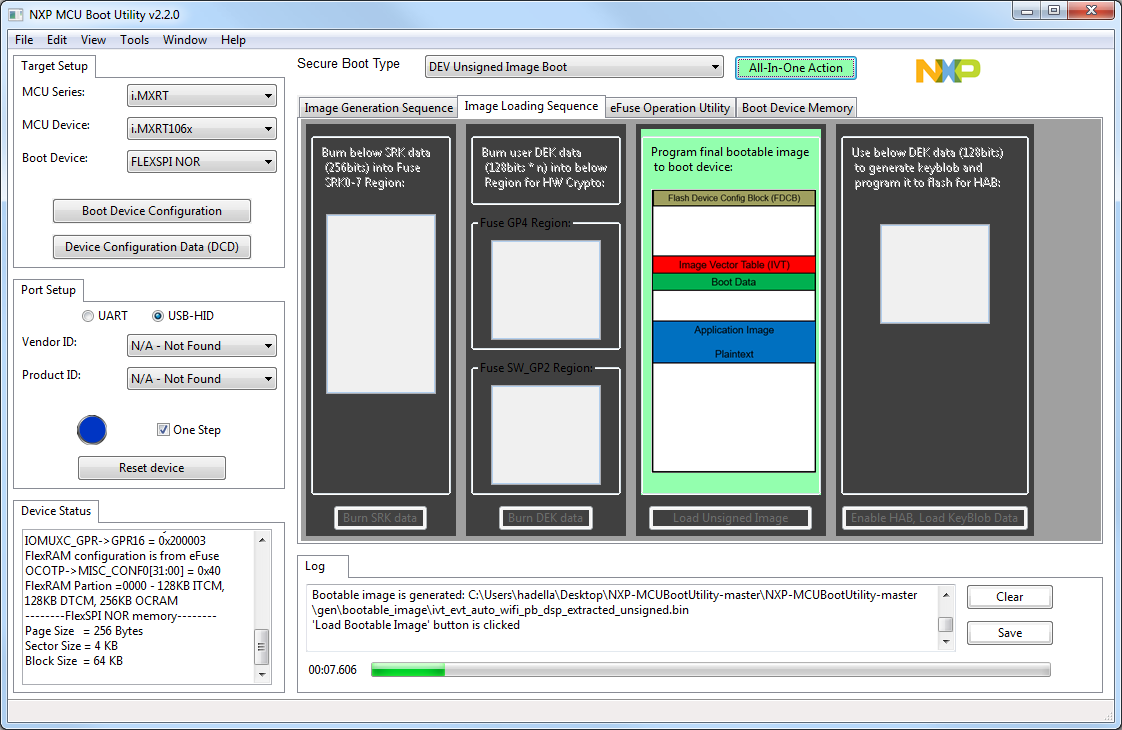 NXP MCU Boot Utility v2.2.0
File Edit View Tools Window Help
Target Setup
MCU Series: i.MXRT
MCU Device: i.MXRT106x
Boot Device: FLEXSPI NOR
Boot Device Configuration
Device Configuration Data (DCD)
Port Setup
UART USB-HID
Vendor ID: N/A - Not Found
Product ID: N/A - Not Found
One Step
Reset device
Device Status
IOMUXC_GPR->GPR16 = 0x200003
FlexRAM configuration is from eFuse
OCOTP->MISC_CONF0[31:00] = 0x40
FlexRAM Partion =0000 - 128KB ITCM,
128KB DTCM, 256KB OCRAM
--------FlexSPI NOR memory--------
Page Size = 256 Bytes
Sector Size = 4 KB
Block Size = 64 KB
Secure Boot Type DEV Unsigned Image Boot All-In-One Action
NXP
Image Generation Sequence Image Loading Sequence eFuse Operation Utility Boot Device Memory
Burn below SRK data
(256bits) into Fuse
SRK0-7 Region:
Burn SRK data
Burn user DEK data
(128bits * n) into below
Region for HW Crypto:
Fuse GP4 Region:
Fuse SW_GP2 Region:
Burn DEK data
Program final bootable image
to boot device:
Flash Device Config Block (FDCB)
Image Vector Table (IVT)
Boot Data
Application Image
Plaintext
Load Unsigned Image
Use below DEK data (128bits)
to generate keyblob and
program it to flash for HAB:
Enable HAB, Load KeyBlob Data
Log
Bootable image is generated: C:\Users\hadella\Desktop\NXP-MCUBootUtility-master\NXP-MCUBootUtility-master
\gen\bootable_image\ivt_evt_auto_wifi_pb_dsp_extracted_unsigned.bin
'Load Bootable Image' button is clicked
Clear
Save
00:07.606